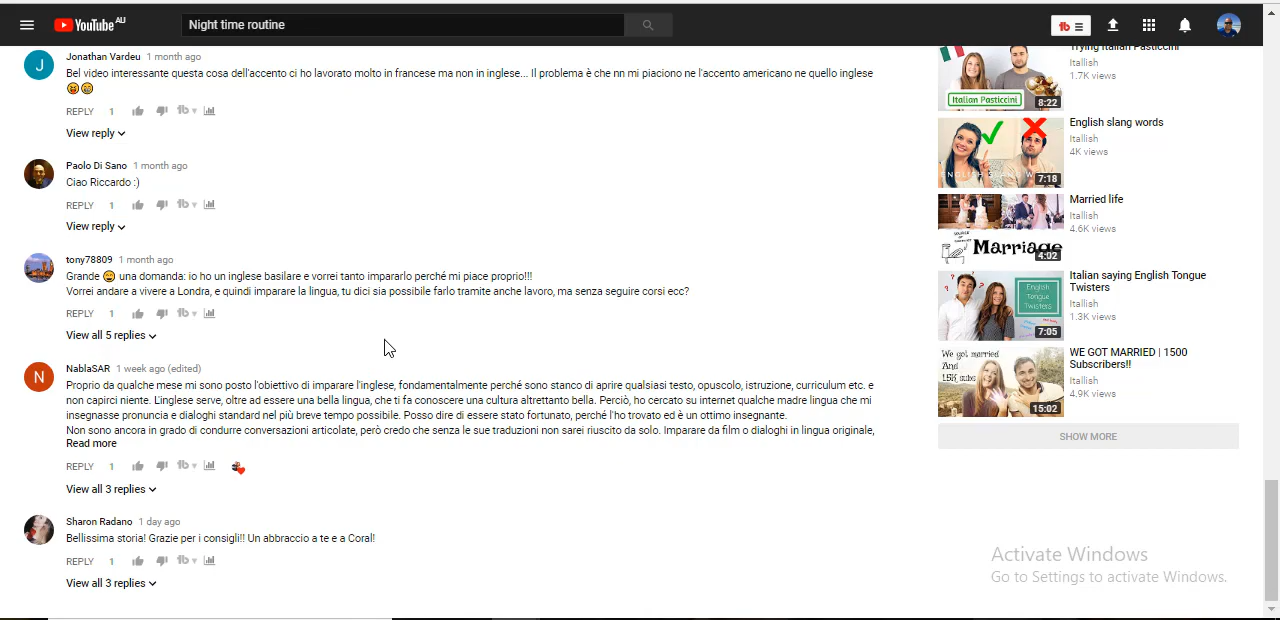 YouTube AU
Night time routine
Jonathan Vardeu 1 month ago
Bel video interessante questa cosa dell'accento ci ho lavorato molto in francese ma non in inglese... Il problema è che nn mi piaciono ne l'accento americano ne quello inglese
REPLY 1
View reply
Paolo Di Sano 1 month ago
Ciao Riccardo :)
REPLY 1
View reply
tony78809 1 month ago
Grande una domanda: io ho un inglese basilare e vorrei tanto impararlo perché mi piace proprio!!!
Vorrei andare a vivere a Londra, e quindi imparare la lingua, tu dici sia possibile farlo tramite anche lavoro, ma senza seguire corsi ecc?
REPLY 1
View all 5 replies
NablaSAR 1 week ago (edited)
Proprio da qualche mese mi sono posto l'obiettivo di imparare l'inglese, fondamentalmente perchè sono stanco di aprire qualsiasi testo, opuscolo, istruzione, curriculum etc. e
non capirci niente. L'inglese serve, oltre ad essere una bella lingua, che ti fa conoscere una cultura altrettanto bella. Perciò, ho cercato su internet qualche madre lingua che mi
insegnasse pronuncia e dialoghi standard nel più breve tempo possibile. Posso dire di essere stato fortunato, perché l'ho trovato ed è un ottimo insegnante.
Non sono ancora in grado di condurre conversazioni articolate, però credo che senza le sue traduzioni non sarei riuscito da solo. Imparare da film o dialoghi in lingua originale,
Read more
REPLY 1
View all 3 replies
Sharon Radano 1 day ago
Bellissima storia! Grazie per i consigli!! Un abbraccio a te e a Coral!
REPLY 1
View all 3 replies
Trying Italian Pasticcini
Itallish
1.7K views
Italian Pasticcini
8:22
English slang words
Itallish
4K views
7:18
Married life
Itallish
4.6K views
Marriage
4:02
Italian saying English Tongue
Twisters
Itallish
1.3K views
English
Tongue
Twisters
7:05
WE GOT MARRIED | 1500
Subscribers!!
Itallish
4.9K views
We got married
And
1.5K subs
15:02
SHOW MORE
Activate Windows
Go to Settings to activate Windows.